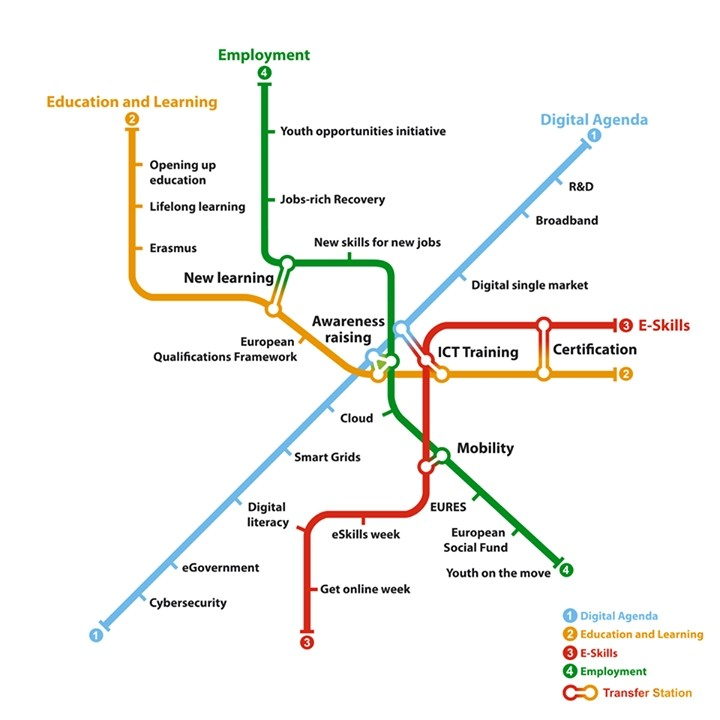 Employment
4
Education and Learning
2
Digital Agenda
1
Youth opportunities initiative
Opening up
education
R&D
Lifelong learning
Jobs-rich Recovery
Broadband
Erasmus
New skills for new jobs
New learning
Digital single market
Awareness
raising
3
E-Skills
European
Qualifications Framework
ICT Training
Certification
2
Cloud
Mobility
Smart Grids
Digital
literacy
EURES
eSkills week
European
Social Fund
eGovernment
Youth on the move
4
Get online week
Cybersecurity
1
3
1 Digital Agenda
2 Education and Learning
3 E-Skills
4 Employment
Transfer Station